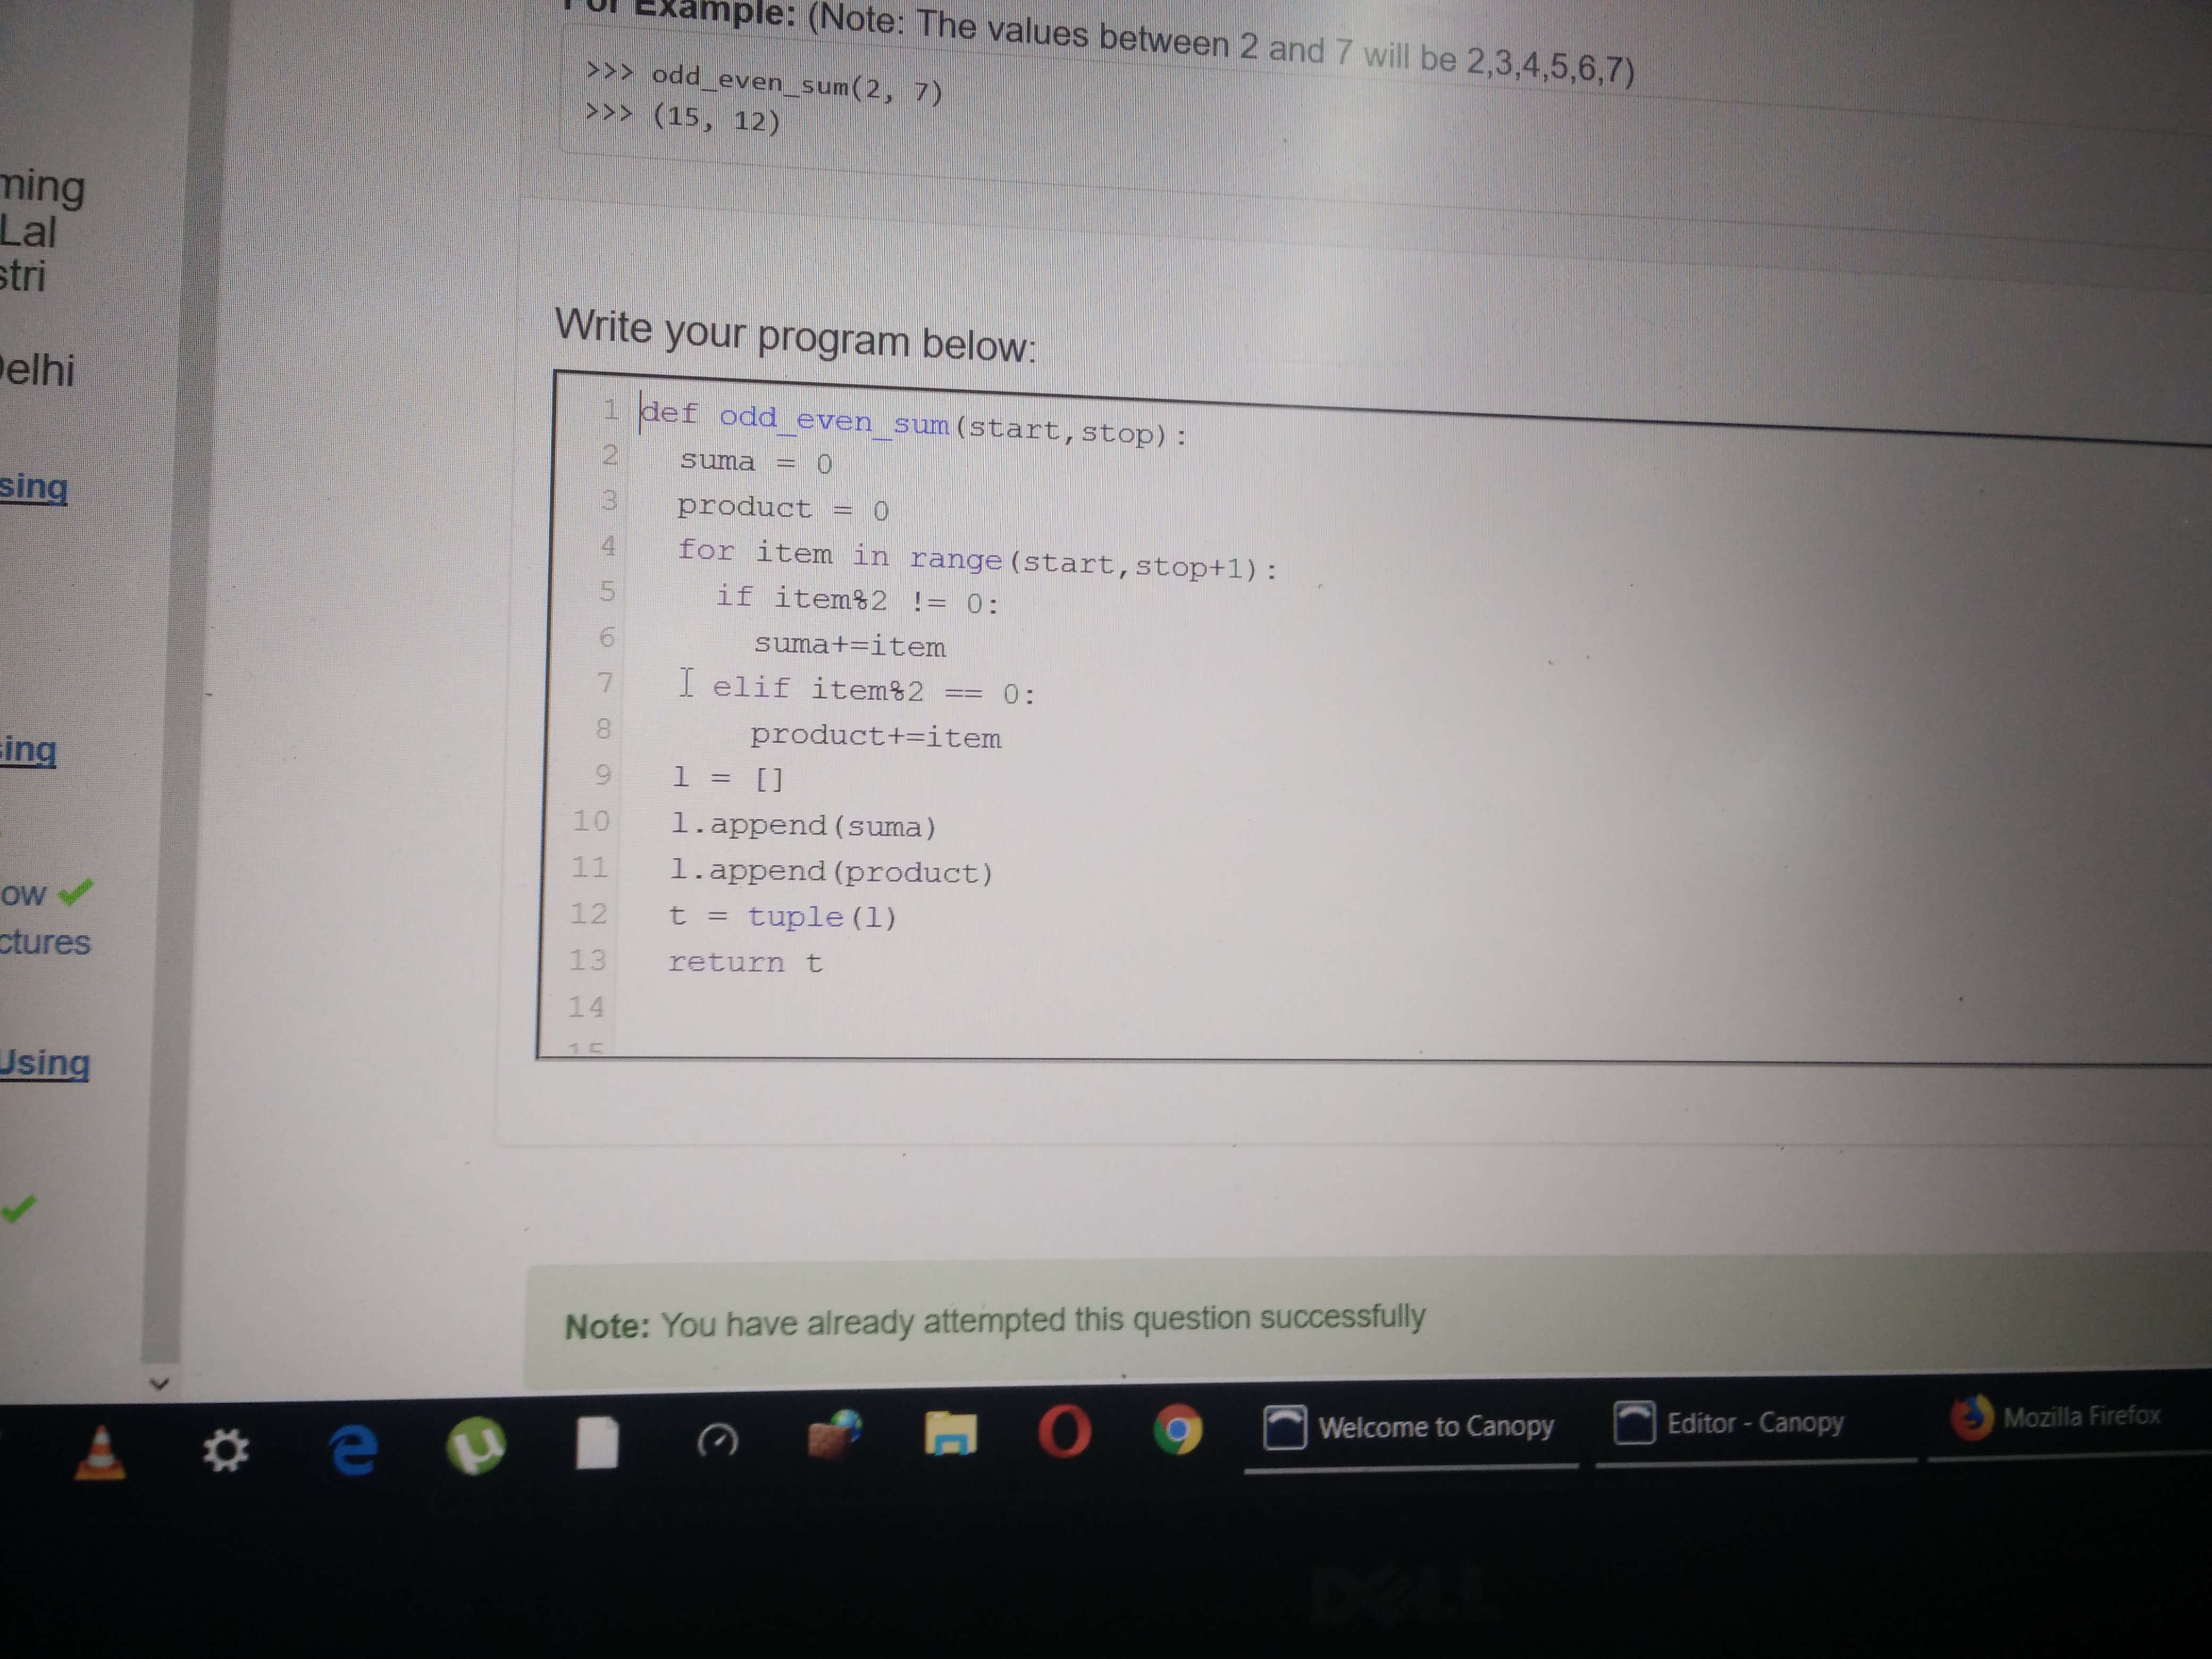 For Example: (Note: The values between 2 and 7 will be 2,3,4,5,6,7)
>>> odd_even_sum(2, 7)
>>> (15, 12)
ming
Lal
stri
Delhi
sing
sing
ow
ctures
Using
Write your program below:
1 def odd_even_sum(start,stop):
2 suma = 0
3 product = 0
4 for item in range(start,stop+1):
5 if item%2 != 0:
6 suma+=item
7 elif item%2 == 0:
8 product+=item
9 l = []
10 l.append(suma)
11 l.append(product)
12 t = tuple(l)
13 return t
14
15
Note: You have already attempted this question successfully
Welcome to Canopy
Editor - Canopy
Mozilla Firefox
DELL